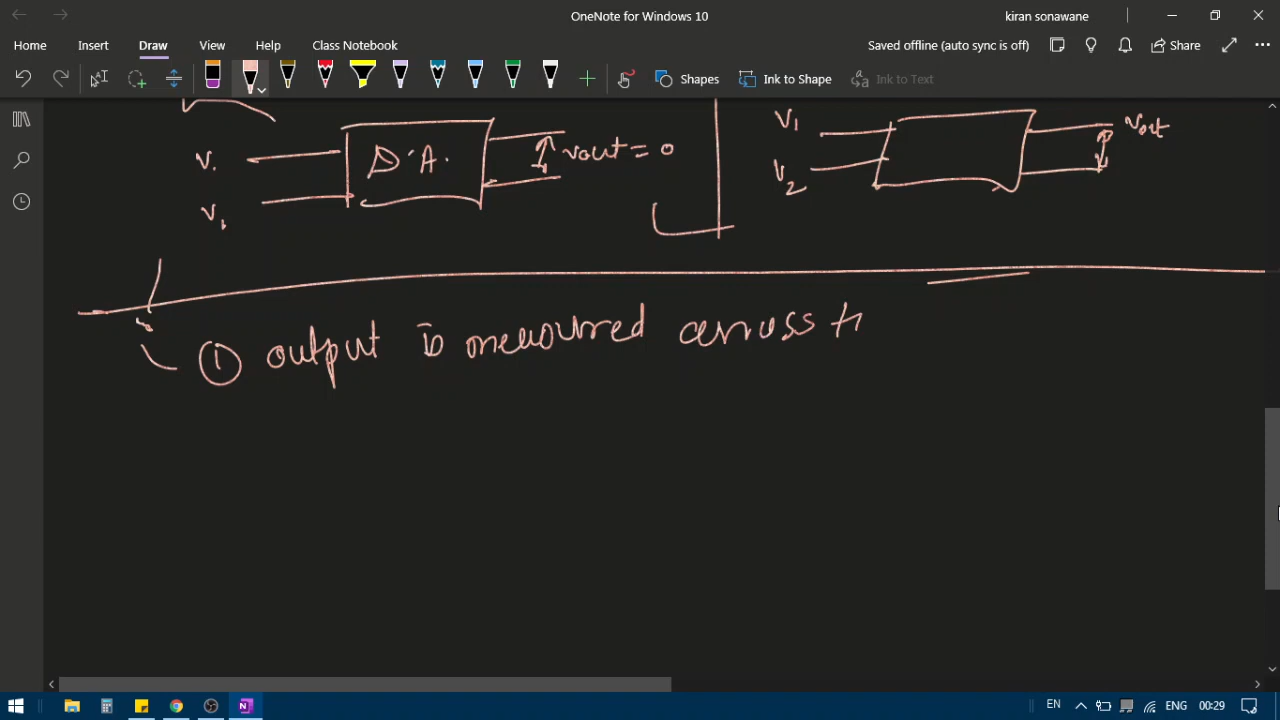 OneNote for Windows 10
kiran sonawane
Home Insert Draw View Help Class Notebook
Saved offline (auto sync is off)
Share
Shapes
Ink to Shape
Ink to Text
V1
Vout
V.
D.A.
Vout = 0
V2
V1
① output is measured across
EN
ENG
00:29